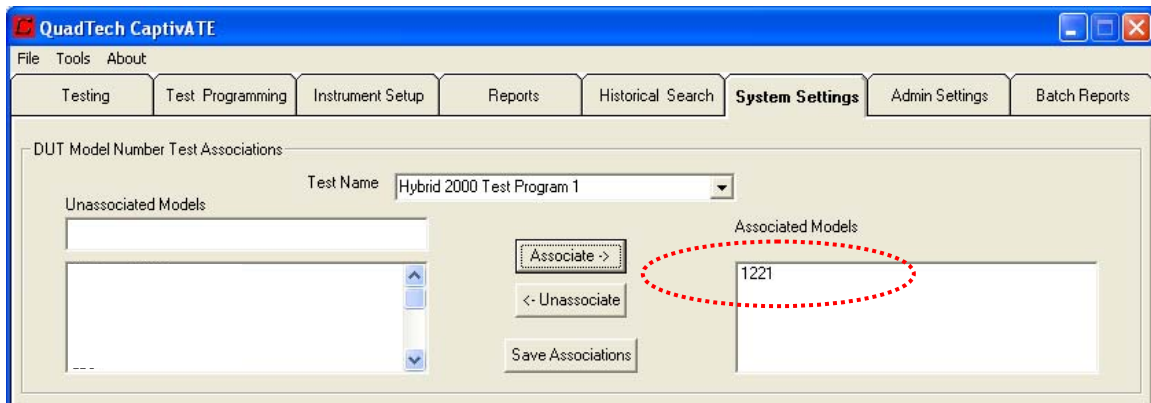 QuadTech CaptivATE
File Tools About
Testing Test Programming Instrument Setup Reports Historical Search System Settings Admin Settings Batch Reports
DUT Model Number Test Associations
Test Name Hybrid 2000 Test Program 1
Unassociated Models
Associated Models
Associate ->
1221
<- Unassociate
Save Associations